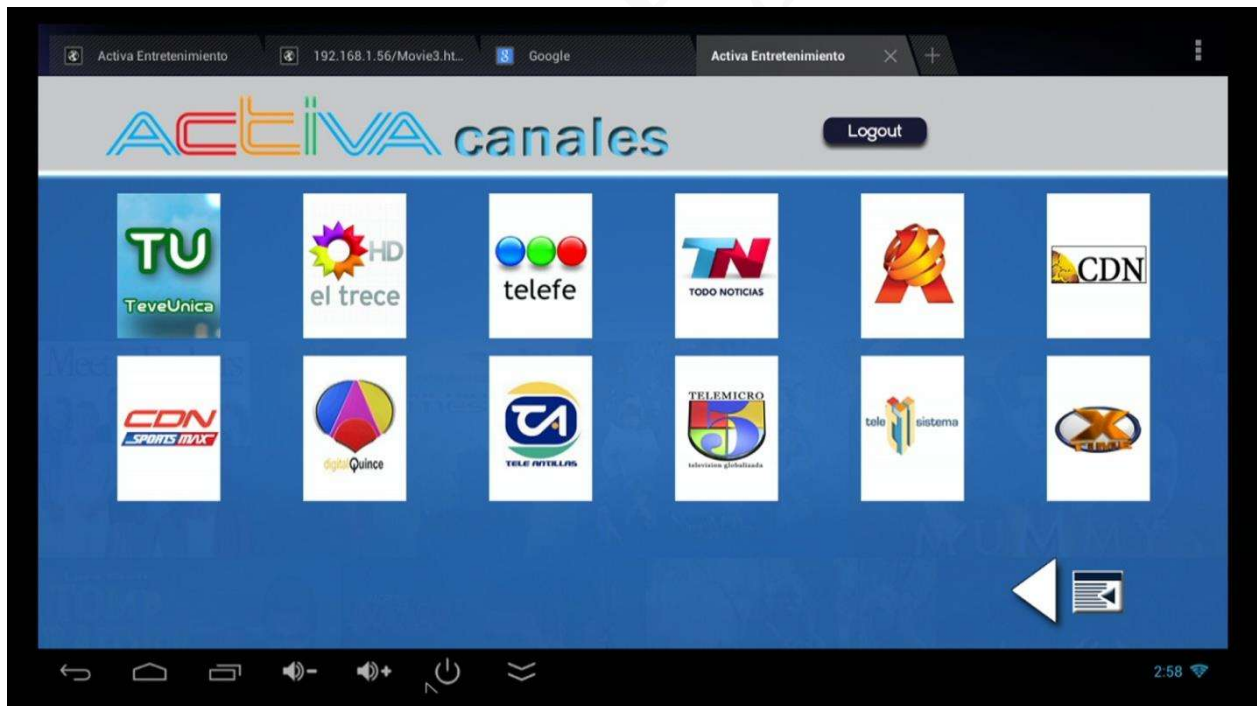 Activa Entretenimiento
192.168.1.56/Movie3.ht...
Google
Activa Entretenimiento
ACtiVA canales
Logout
TU
TeveUnica
HD
el trece
telefe
TN
TODO NOTICIAS
A
CDN
CDN
SPORTS MAX
digitalQuince
TA
TELE ANTILLAS
TELEMICRO
5
television globalizada
tele sistema
X
2:58